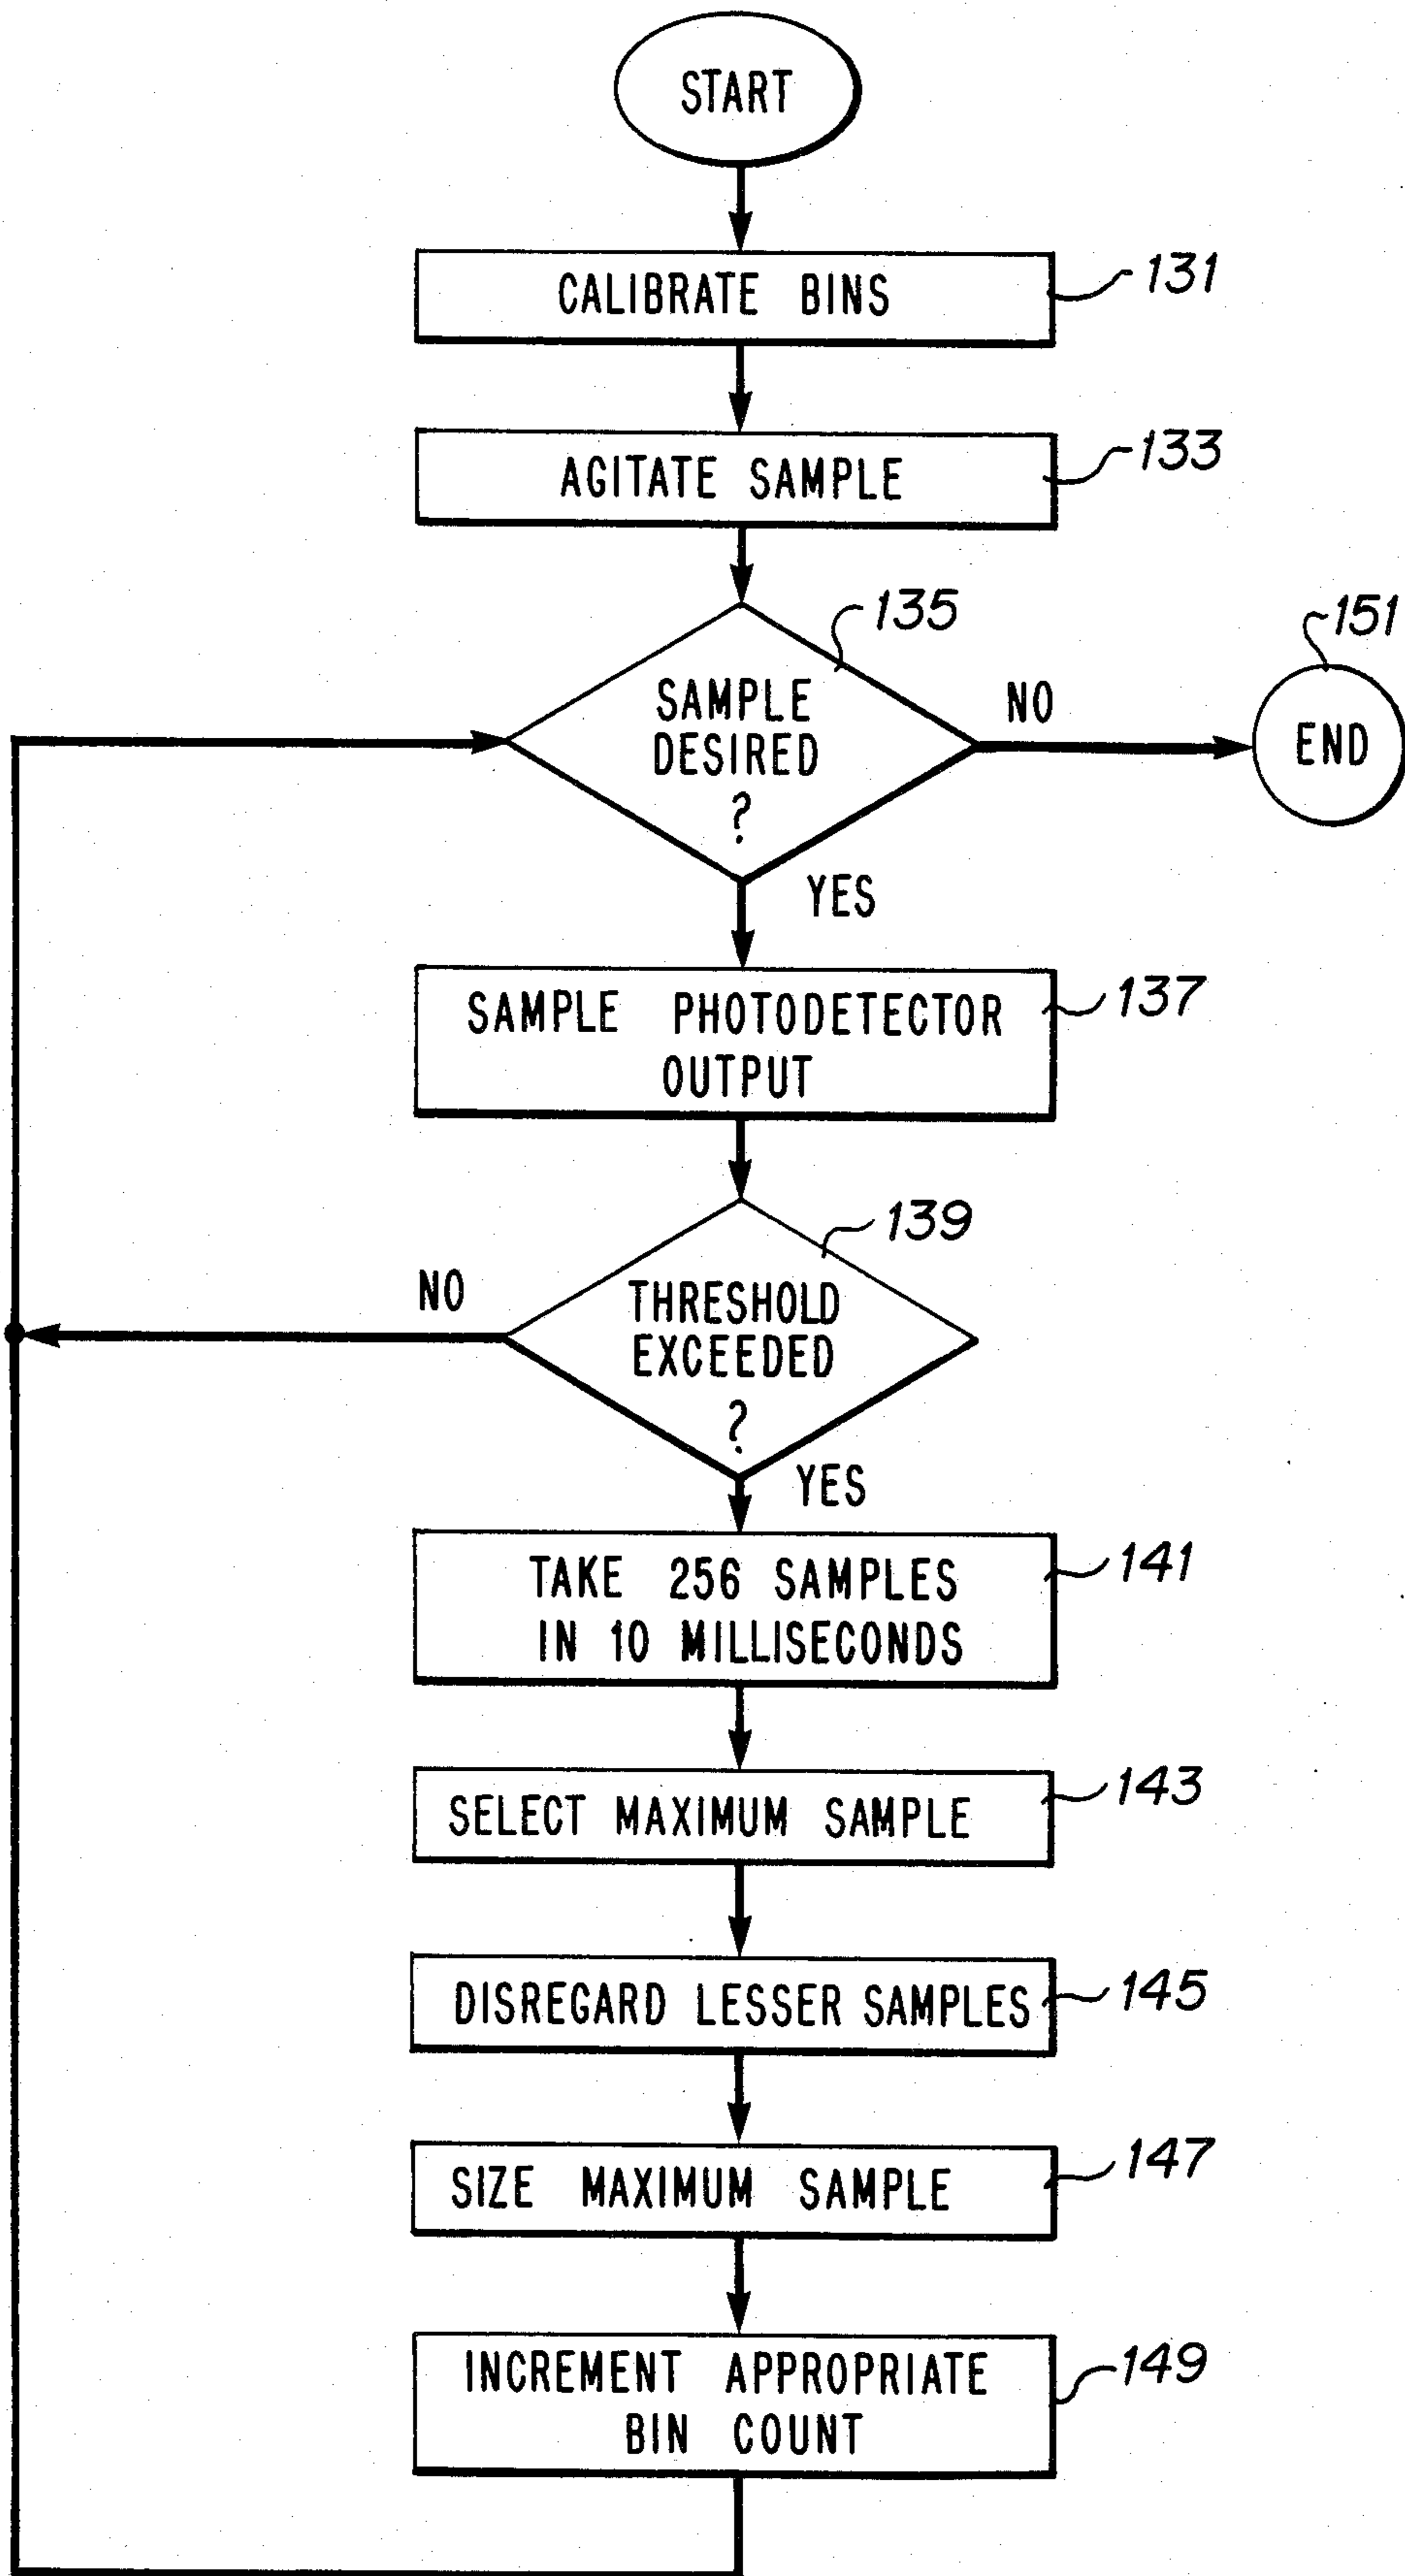 START
CALIBRATE BINS
131
AGITATE SAMPLE
133
135
SAMPLE
DESIRED
?
NO
151
END
YES
SAMPLE PHOTODETECTOR
OUTPUT
137
139
THRESHOLD
EXCEEDED
?
NO
YES
TAKE 256 SAMPLES
IN 10 MILLISECONDS
141
SELECT MAXIMUM SAMPLE
143
DISREGARD LESSER SAMPLES
145
SIZE MAXIMUM SAMPLE
147
INCREMENT APPROPRIATE
BIN COUNT
149